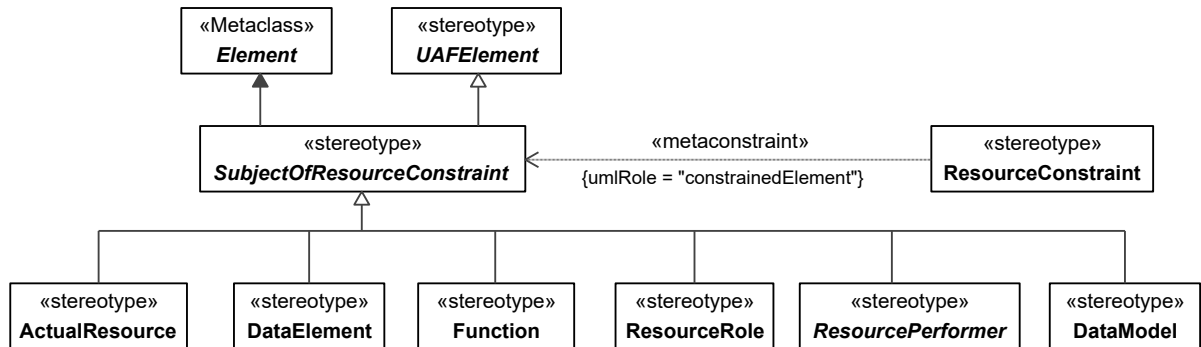 «Metaclass»
Element
«stereotype»
UAFElement
«stereotype»
SubjectOfResourceConstraint
«metaconstraint»
{umlRole = "constrainedElement"}
«stereotype»
ResourceConstraint
«stereotype»
ActualResource
«stereotype»
DataElement
«stereotype»
Function
«stereotype»
ResourceRole
«stereotype»
ResourcePerformer
«stereotype»
DataModel